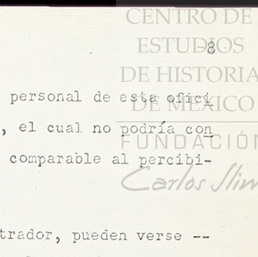 CENTRO DE
ESTUDIOS
-8
DE HISTORIA
personal de esta ofici
DE MÉXICO
, el cual no podría con
FUNDACIÓN
comparable al percibi-
Carlos Slim
trador, pueden verse --